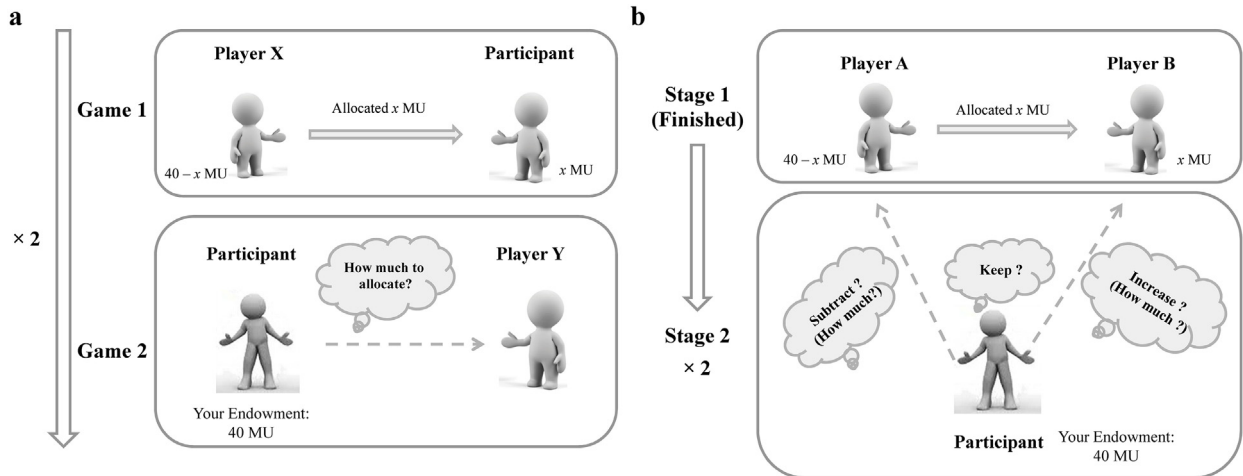 a
Player X
Participant
Game 1
Allocated x MU
40 – x MU
x MU
× 2
Participant
Player Y
How much to
allocate?
Game 2
Your Endowment:
40 MU
b
Player A
Player B
Stage 1
(Finished)
Allocated x MU
40 – x MU
x MU
Subtract ?
(How much?)
Keep ?
Increase ?
(How much ?)
Stage 2
× 2
Participant
Your Endowment:
40 MU